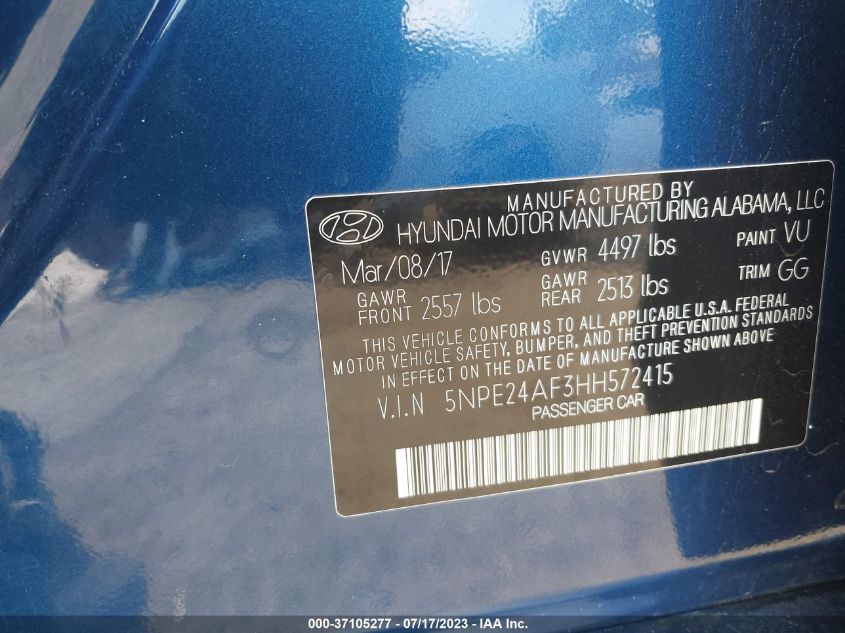 MANUFACTURED BY
HYUNDAI MOTOR MANUFACTURING ALABAMA, LLC
Mar/08/17 GVWR 4497 lbs PAINT VU
GAWR FRONT 2557 lbs GAWR REAR 2513 lbs TRIM GG
THIS VEHICLE CONFORMS TO ALL APPLICABLE U.S.A. FEDERAL
MOTOR VEHICLE SAFETY, BUMPER, AND THEFT PREVENTION STANDARDS
IN EFFECT ON THE DATE OF MANUFACTURE SHOWN ABOVE
V.I.N 5NPE24AF3HH572415
PASSENGER CAR
000-37105277 - 07/17/2023 - © IAA Inc.